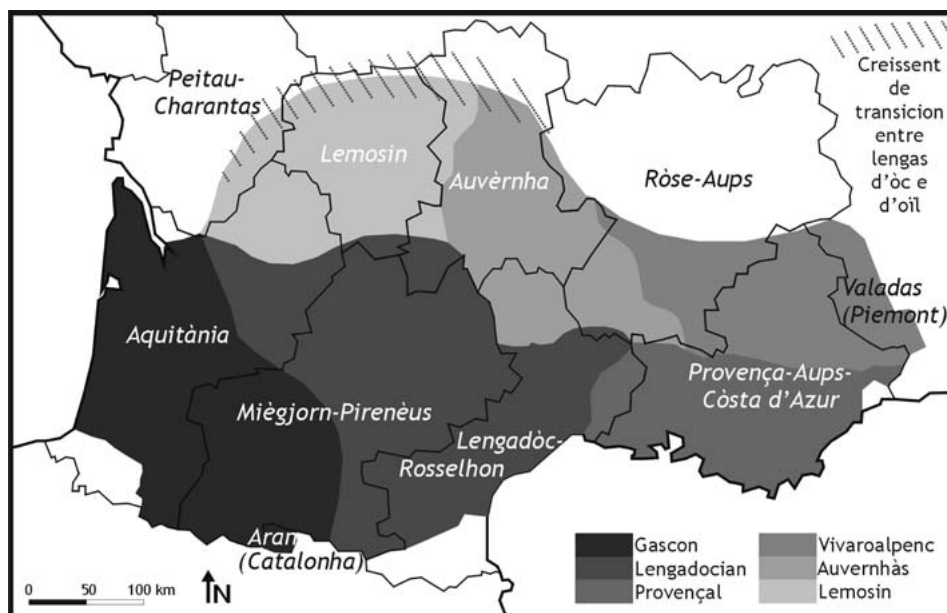 Peitau-
Charantas
Creissent
de
transicion
entre
lengas
d'òc e
d'oïl
Lemosin
Auvèrnha
Ròse-Aups
Valadas
(Piemont)
Aquitània
Provença-Aups-
Còsta d'Azur
Miègjorn-Pirenèus
Lengadòc-
Rosselhon
Aran
(Catalonha)
0 50 100 km
N
Gascon
Lengadocian
Provençal
Vivaroalpenc
Auvernhàs
Lemosin